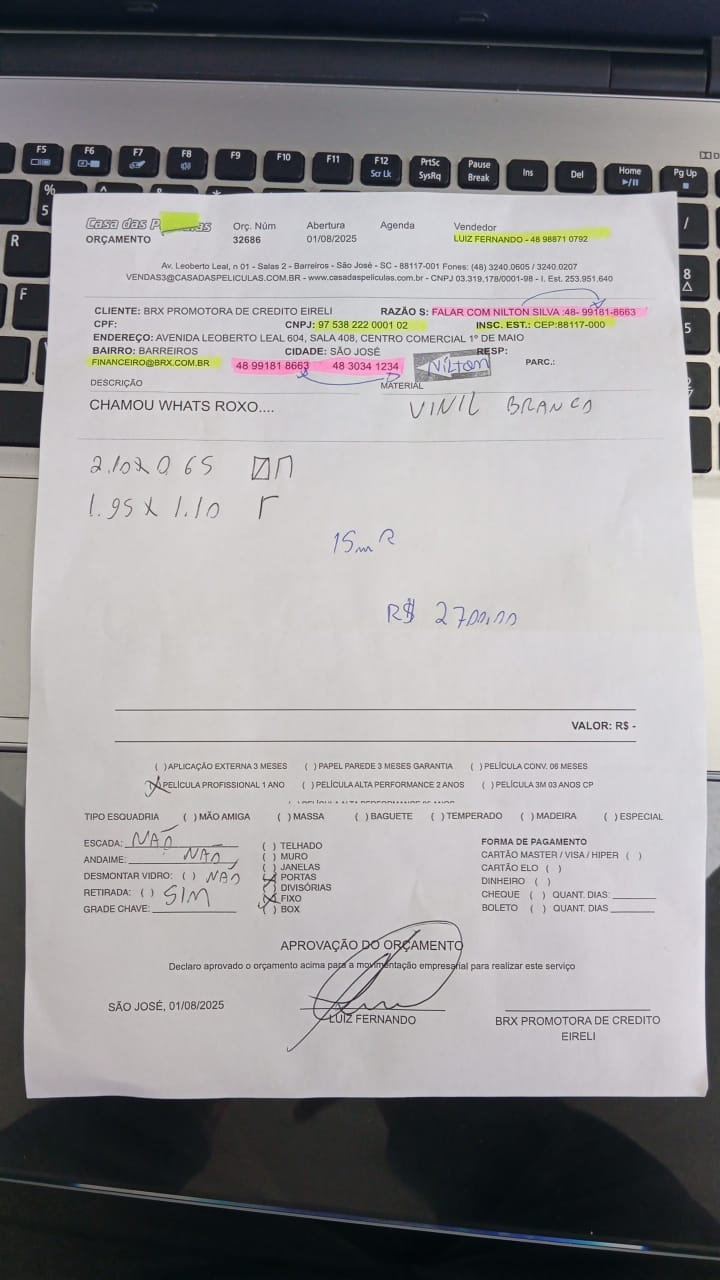 F5 F6 F7 F8 F9 F10 F11 F12 PrtSc Pause Ins Del Home Pg Up
Scr Lk SysRq Break
%
5
R
F
/
8
5
2
Casa das P as Orç. Núm Abertura Agenda Vendedor
ORÇAMENTO 32686 01/08/2025 LUIZ FERNANDO - 48 98871 0792
Av. Leoberto Leal, n 01 - Salas 2 - Barreiros - São José - SC - 88117-001 Fones: (48) 3240.0605 / 3240.0207
VENDAS3@CASADASPELICULAS.COM.BR - www.casadaspeliculas.com.br - CNPJ 03.319.178/0001-98 - I. Est. 253.951.640
CLIENTE: BRX PROMOTORA DE CREDITO EIRELI RAZÃO S: FALAR COM NILTON SILVA :48- 99181-8663
CPF: CNPJ: 97 538 222 0001 02 INSC. EST.: CEP:88117-000
ENDEREÇO: AVENIDA LEOBERTO LEAL 604, SALA 408, CENTRO COMERCIAL 1º DE MAIO
BAIRRO: BARREIROS CIDADE: SÃO JOSÉ RESP:
FINANCEIRO@BRX.COM.BR 48 99181 8663 48 3034 1234 Nilton PARC.:
DESCRIÇÃO MATERIAL
CHAMOU WHATS ROXO.... VINIL BRANCO
2.10 x 0.65
1.95 x 1.10
15m
R$ 2700,00
VALOR: R$ -
( ) APLICAÇÃO EXTERNA 3 MESES ( ) PAPEL PAREDE 3 MESES GARANTIA ( ) PELÍCULA CONV. 06 MESES
(X) PELÍCULA PROFISSIONAL 1 ANO ( ) PELÍCULA ALTA PERFORMANCE 2 ANOS ( ) PELÍCULA 3M 03 ANOS CP
TIPO ESQUADRIA ( ) MÃO AMIGA ( ) MASSA ( ) BAGUETE ( ) TEMPERADO ( ) MADEIRA ( ) ESPECIAL
ESCADA: NÃO ( ) TELHADO FORMA DE PAGAMENTO
ANDAIME: NÃO ( ) MURO CARTÃO MASTER / VISA / HIPER ( )
DESMONTAR VIDRO: ( ) NÃO ( ) JANELAS CARTÃO ELO ( )
(X) PORTAS DINHEIRO ( )
RETIRADA: ( ) SIM ( ) DIVISÓRIAS CHEQUE ( ) QUANT. DIAS:
GRADE CHAVE: (X) FIXO BOLETO ( ) QUANT. DIAS
( ) BOX
APROVAÇÃO DO ORÇAMENTO
Declaro aprovado o orçamento acima para a movimentação empresarial para realizar este serviço
SÃO JOSÉ, 01/08/2025
LUIZ FERNANDO BRX PROMOTORA DE CREDITO
EIRELI